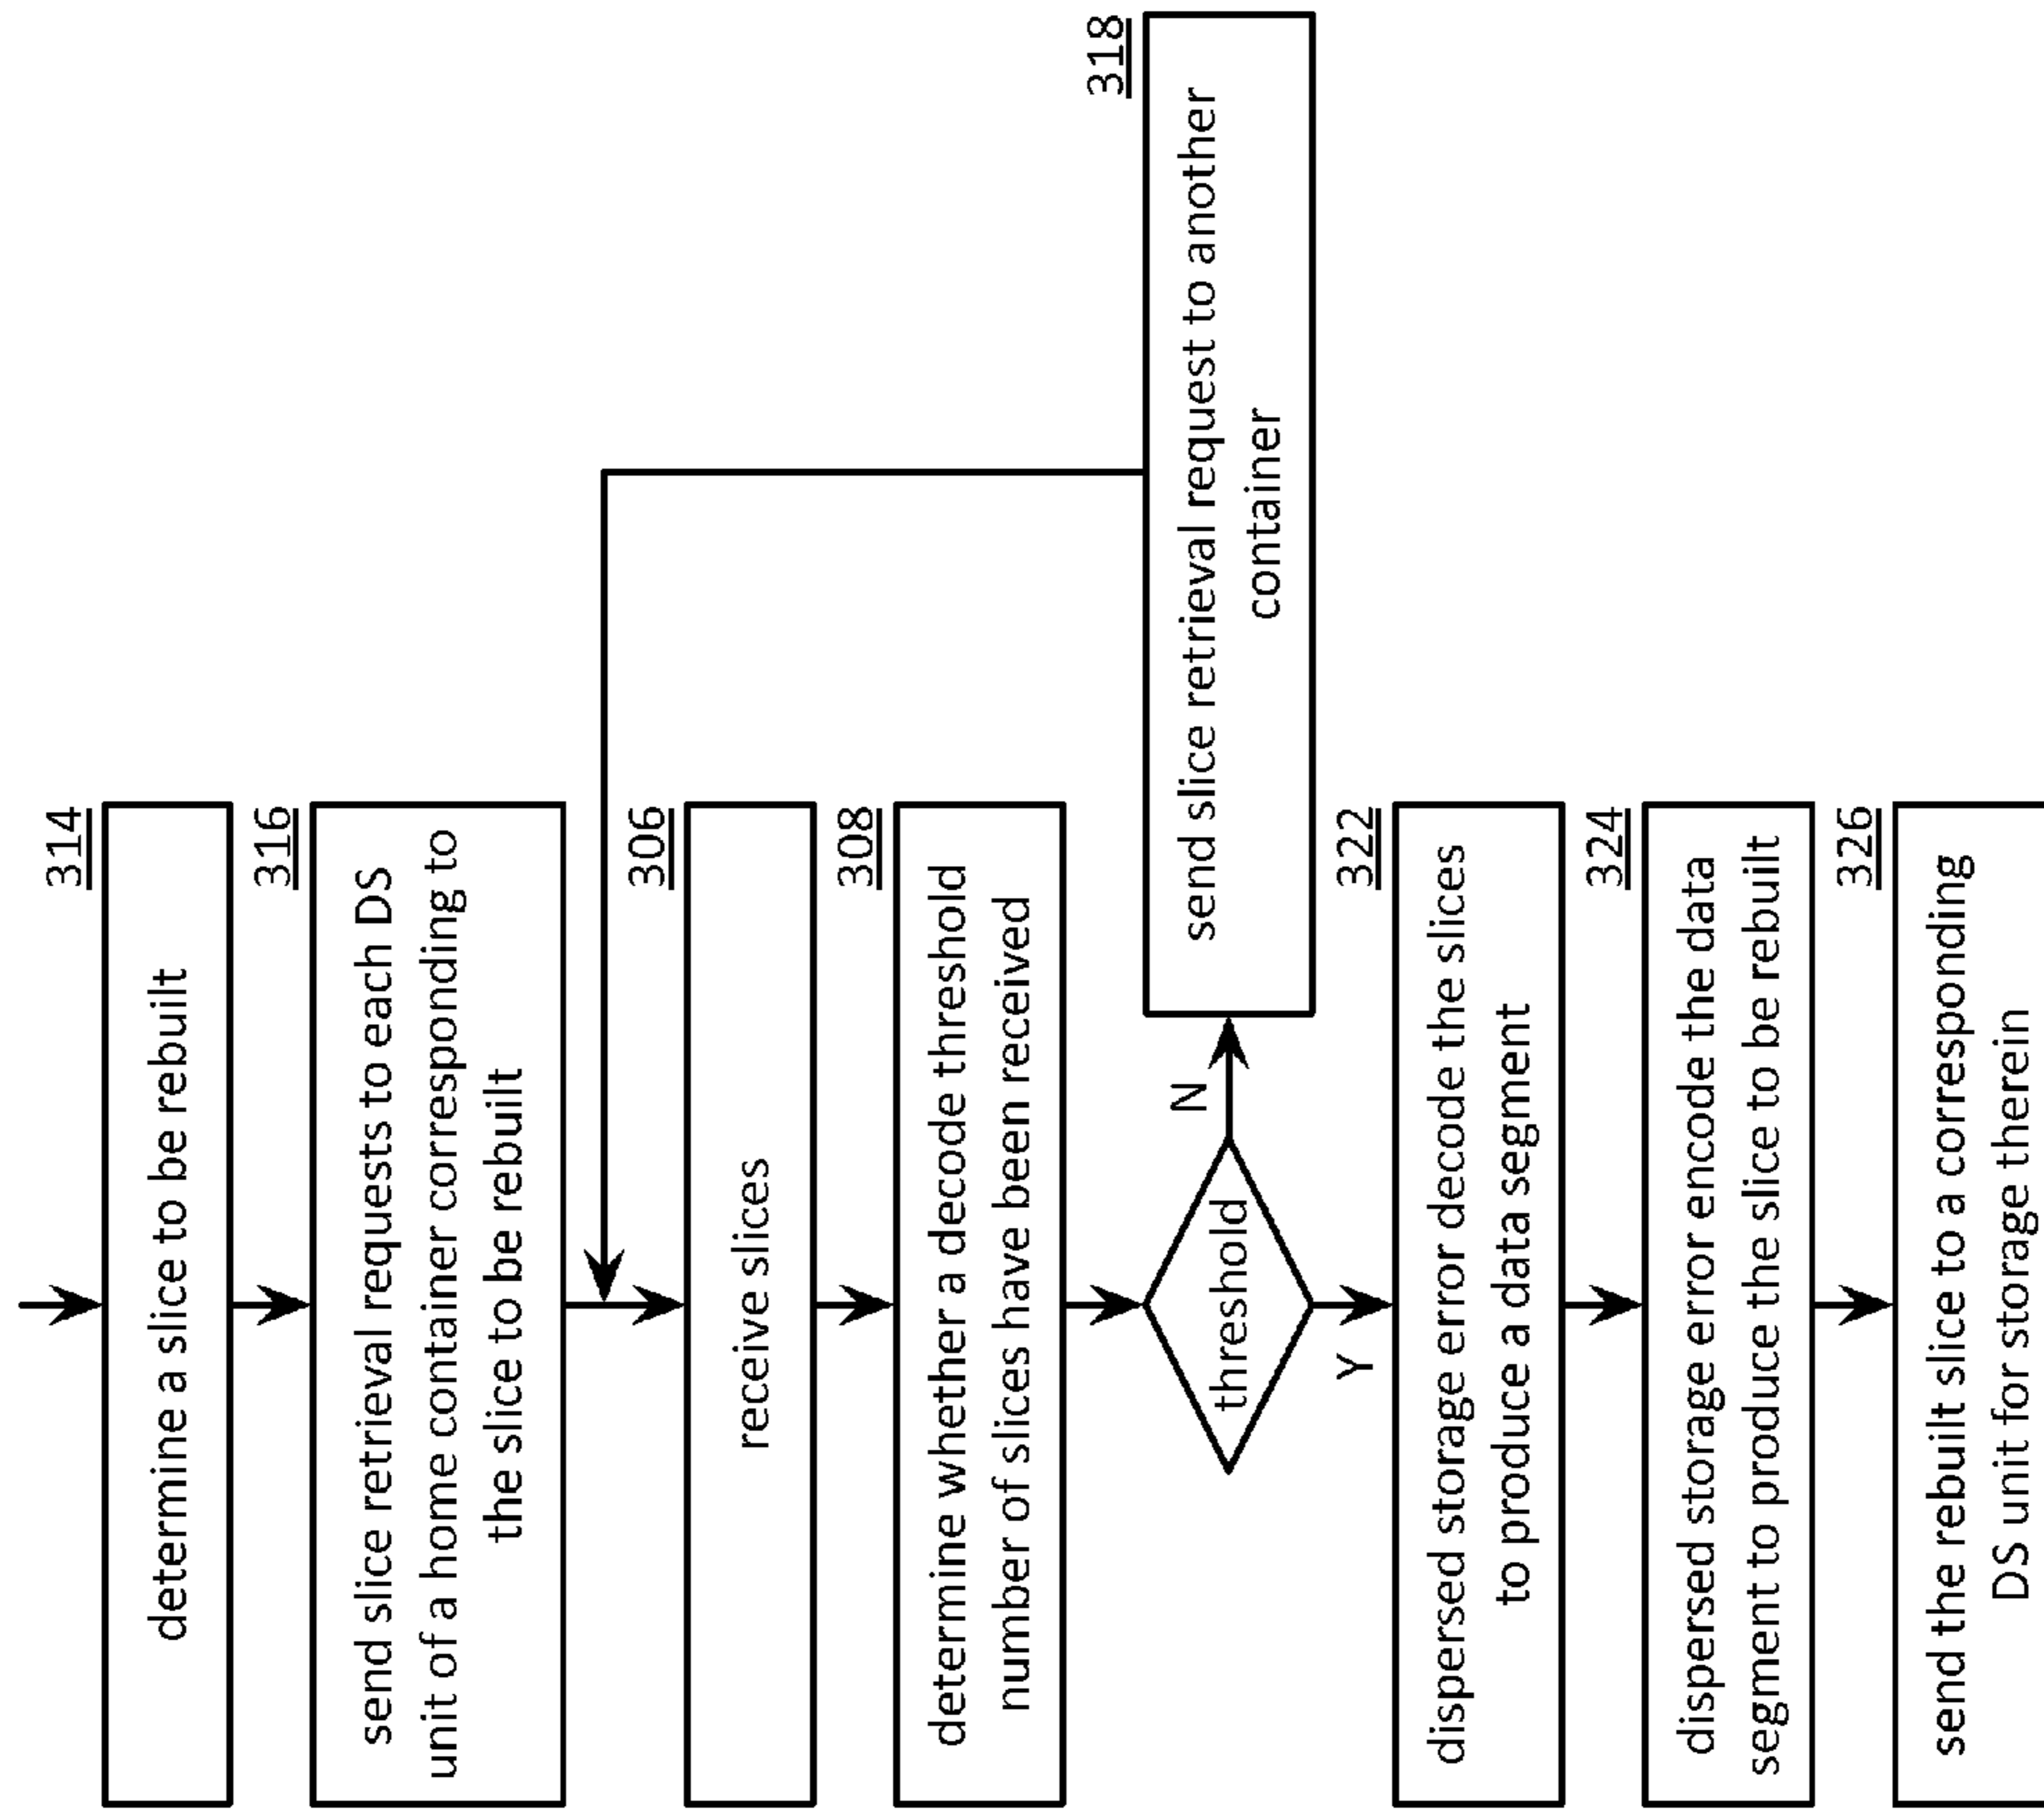 314
determine a slice to be rebuilt
316
send slice retrieval requests to each DS
unit of a home container corresponding to
the slice to be rebuilt
306
receive slices
308
determine whether a decode threshold
number of slices have been received
threshold
N
318
send slice retrieval request to another
container
Y
322
dispersed storage error decode the slices
to produce a data segment
324
dispersed storage error encode the data
segment to produce the slice to be rebuilt
326
send the rebuilt slice to a corresponding
DS unit for storage therein